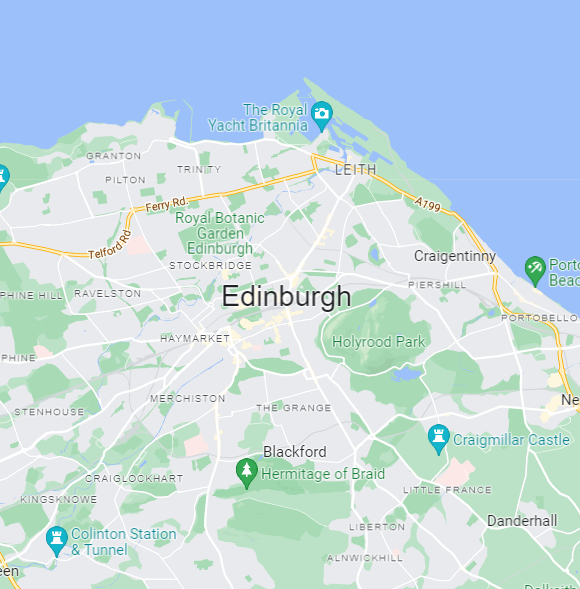 The Royal
Yacht Britannia
GRANTON
TRINITY
LEITH
PILTON
Ferry Rd.
A199
Royal Botanic
Garden
Edinburgh
Telford Rd
Craigentinny
STOCKBRIDGE
Porto
Beac
PIERSHILL
PHINE HILL
RAVELSTON
Edinburgh
PORTOBELLO
HAYMARKET
Holyrood Park
PHINE
MERCHISTON
Ne
THE GRANGE
STENHOUSE
Craigmillar Castle
Blackford
Hermitage of Braid
CRAIGLOCKHART
LITTLE FRANCE
KINGSKNOWE
Danderhall
LIBERTON
Colinton Station
& Tunnel
ALNWICKHILL
een
Dalkeith